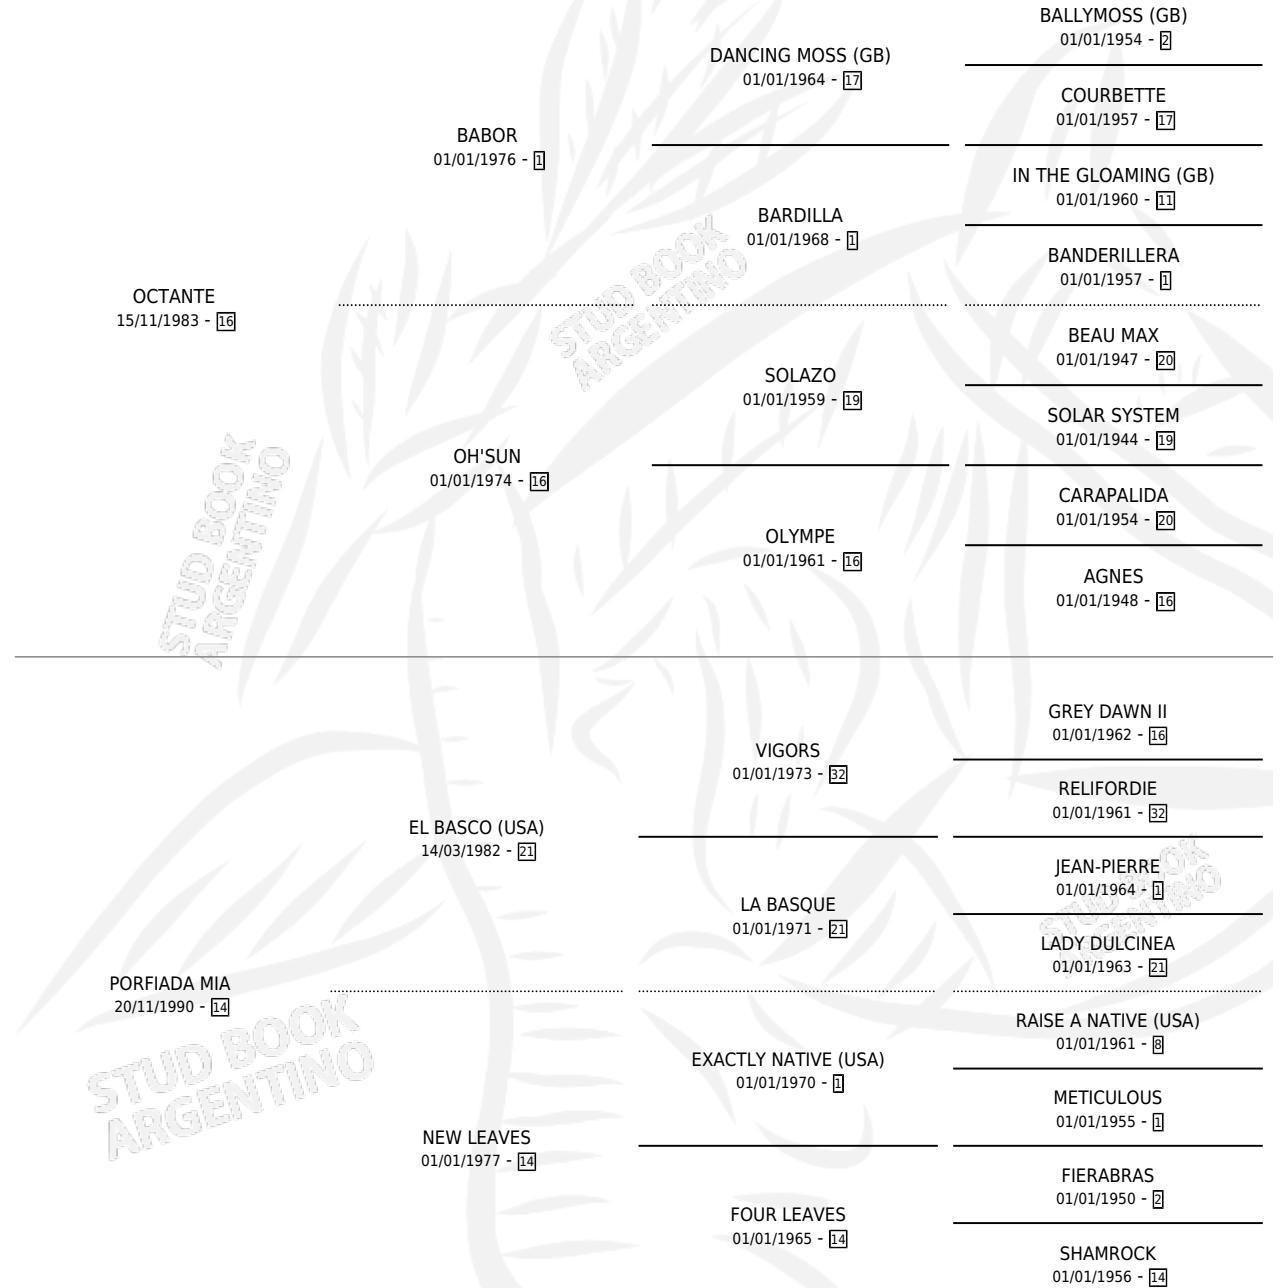 BALLYMOSS (GB)
01/01/1954 - 2
DANCING MOSS (GB)
01/01/1964 - 17
COURBETTE
01/01/1957 - 17
BABOR
01/01/1976 - 1
IN THE GLOAMING (GB)
01/01/1960 - 11
BARDILLA
01/01/1968 - 1
BANDERILLERA
01/01/1957 - 1
OCTANTE
15/11/1983 - 16
BEAU MAX
01/01/1947 - 20
SOLAZO
01/01/1959 - 19
SOLAR SYSTEM
01/01/1944 - 19
OH'SUN
01/01/1974 - 16
CARAPALIDA
01/01/1954 - 20
OLYMPE
01/01/1961 - 16
AGNES
01/01/1948 - 16
GREY DAWN II
01/01/1962 - 16
VIGORS
01/01/1973 - 32
RELIFORDIE
01/01/1961 - 32
EL BASCO (USA)
14/03/1982 - 21
JEAN-PIERRE
01/01/1964 - 1
LA BASQUE
01/01/1971 - 21
LADY DULCINEA
01/01/1963 - 21
PORFIADA MIA
20/11/1990 - 14
RAISE A NATIVE (USA)
01/01/1961 - 8
EXACTLY NATIVE (USA)
01/01/1970 - 1
METICULOUS
01/01/1955 - 1
NEW LEAVES
01/01/1977 - 14
FIERABRAS
01/01/1950 - 2
FOUR LEAVES
01/01/1965 - 14
SHAMROCK
01/01/1956 - 14
STUD BOOK
ARGENTINO
STUD BOOK
ARGENTINO
STUD BOOK
ARGENTINO
STUD BOOK
ARGENTINO